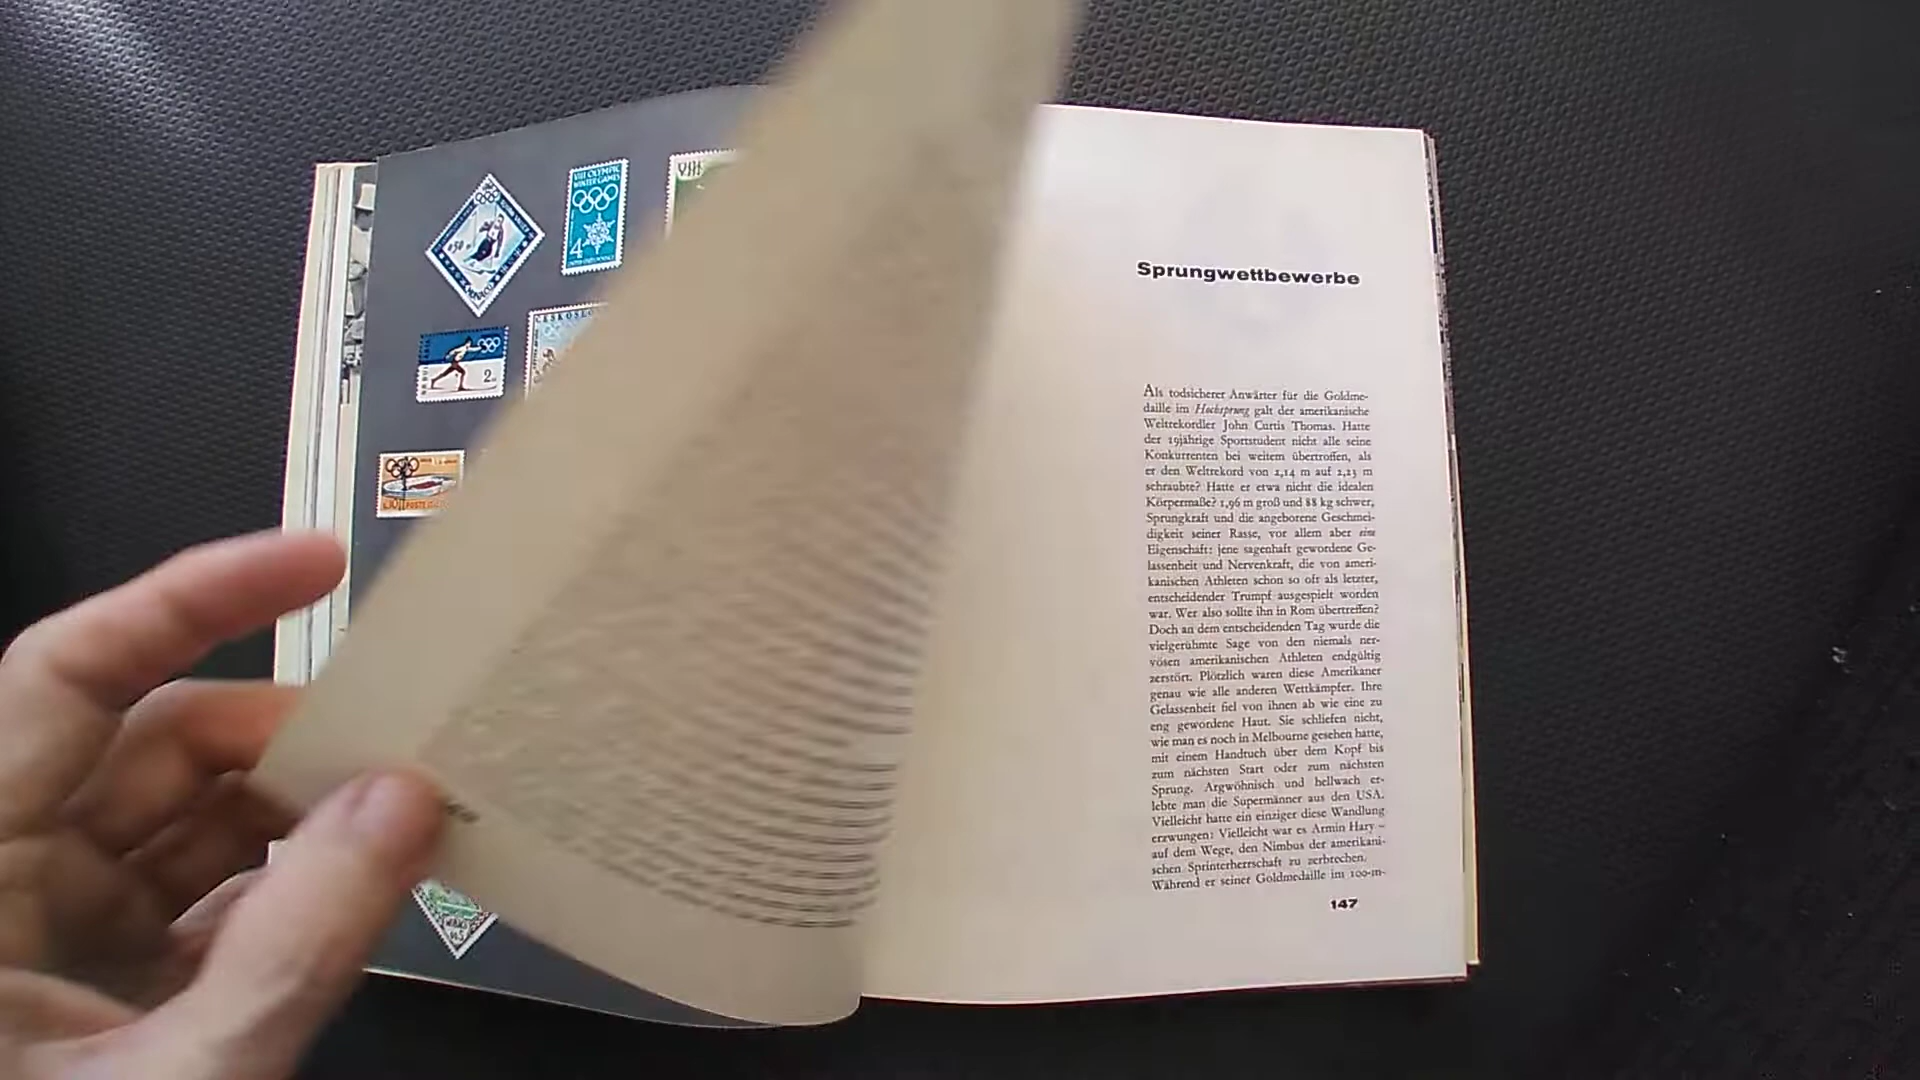 VIII OLYMPIC
WINTER GAMES
4
VIII
2
Sprungwettbewerbe
Als todsicherer Anwärter für die Goldme-
daille im Hochsprung galt der amerikanische
Weltrekordler John Curtis Thomas. Hatte
der 19jährige Sportstudent nicht alle seine
Konkurrenten bei weitem übertroffen, als
er den Weltrekord von 2,14 m auf 2,23 m
schraubte? Hatte er etwa nicht die idealen
Körpermaße? 1,96 m groß und 88 kg schwer,
Sprungkraft und die angeborene Geschmei-
digkeit seiner Rasse, vor allem aber eine
Eigenschaft: jene sagenhaft gewordene Ge-
lassenheit und Nervenkraft, die von ameri-
kanischen Athleten schon so oft als letzter,
entscheidender Trumpf ausgespielt worden
war. Wer also sollte ihn in Rom übertreffen?
Doch an dem entscheidenden Tag wurde die
vielgerühmte Sage von den niemals ner-
vösen amerikanischen Athleten endgültig
zerstört. Plötzlich waren diese Amerikaner
genau wie alle anderen Wettkämpfer. Ihre
Gelassenheit fiel von ihnen ab wie eine zu
eng gewordene Haut. Sie schliefen nicht,
wie man es noch in Melbourne gesehen hatte,
mit einem Handtuch über dem Kopf bis
zum nächsten Start oder zum nächsten
Sprung. Argwöhnisch und hellwach er-
lebte man die Supermänner aus den USA.
Vielleicht hatte ein einziger diese Wandlung
erzwungen: Vielleicht war es Armin Hary –
auf dem Wege, den Nimbus der amerikani-
schen Sprinterherrschaft zu zerbrechen.
Während er seiner Goldmedaille im 100-m-
147